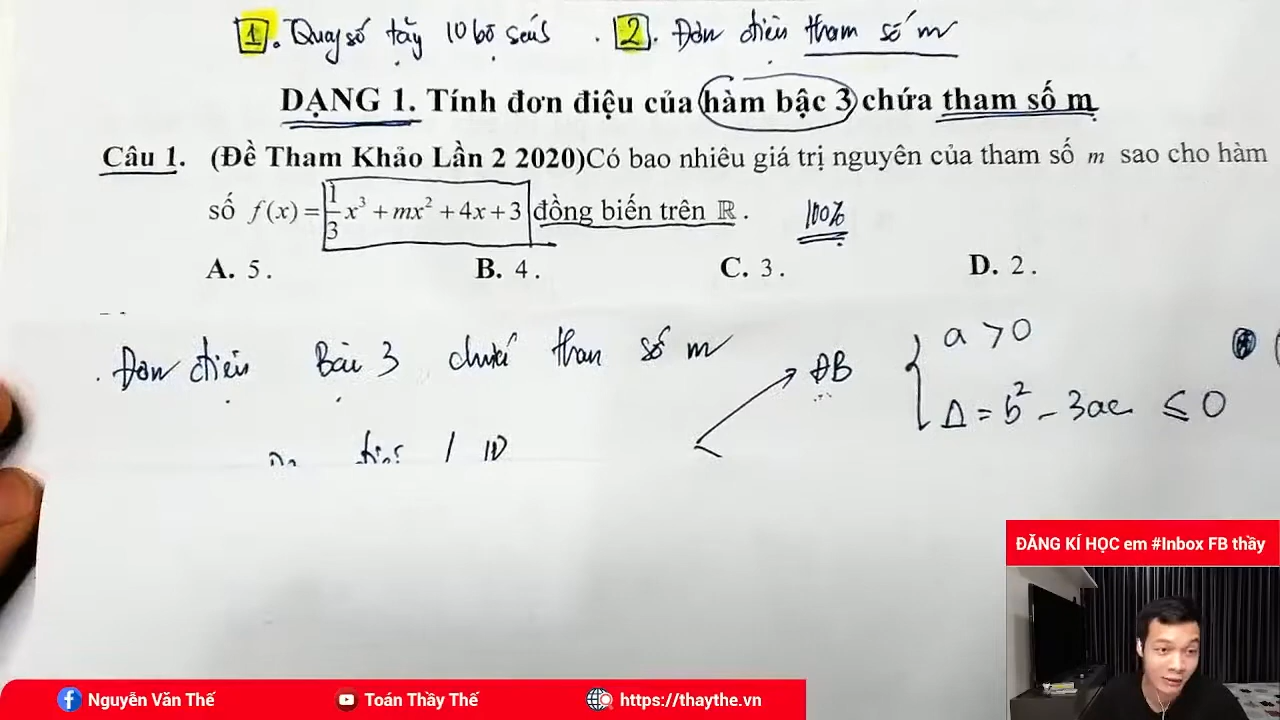 1. Quay số tặng 10 bộ sách . 2. Đơn điệu tham số m
DẠNG 1. Tính đơn điệu của hàm bậc 3 chứa tham số m
Câu 1. (Đề Tham Khảo Lần 2 2020)Có bao nhiêu giá trị nguyên của tham số m sao cho hàm
số f(x) = 1/3 x³ + mx² + 4x + 3 đồng biến trên ℝ . 100%
A. 5 . B. 4 . C. 3 . D. 2 .
. Đơn điệu Bậc 3 chứa tham số m
ĐB
a > 0
Δ = b² - 3ac ≤ 0
ĐĂNG KÍ HỌC em #Inbox FB thầy
Nguyễn Văn Thế Toán Thầy Thế https://thaythe.vn